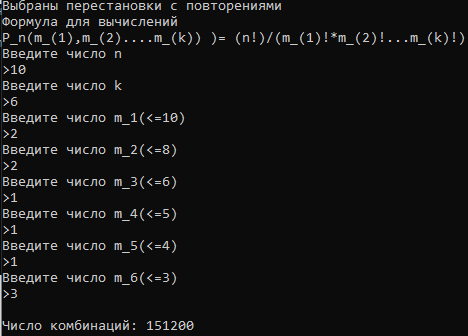 Выбраны перестановки с повторениями
Формула для вычислений
P_n(m_(1),m_(2)....m_(k)) )= (n!)/(m_(1)!*m_(2)!...m_(k)!)
Введите число n
>10
Введите число k
>6
Введите число m_1(<=10)
>2
Введите число m_2(<=8)
>2
Введите число m_3(<=6)
>1
Введите число m_4(<=5)
>1
Введите число m_5(<=4)
>1
Введите число m_6(<=3)
>3
Число комбинаций: 151200